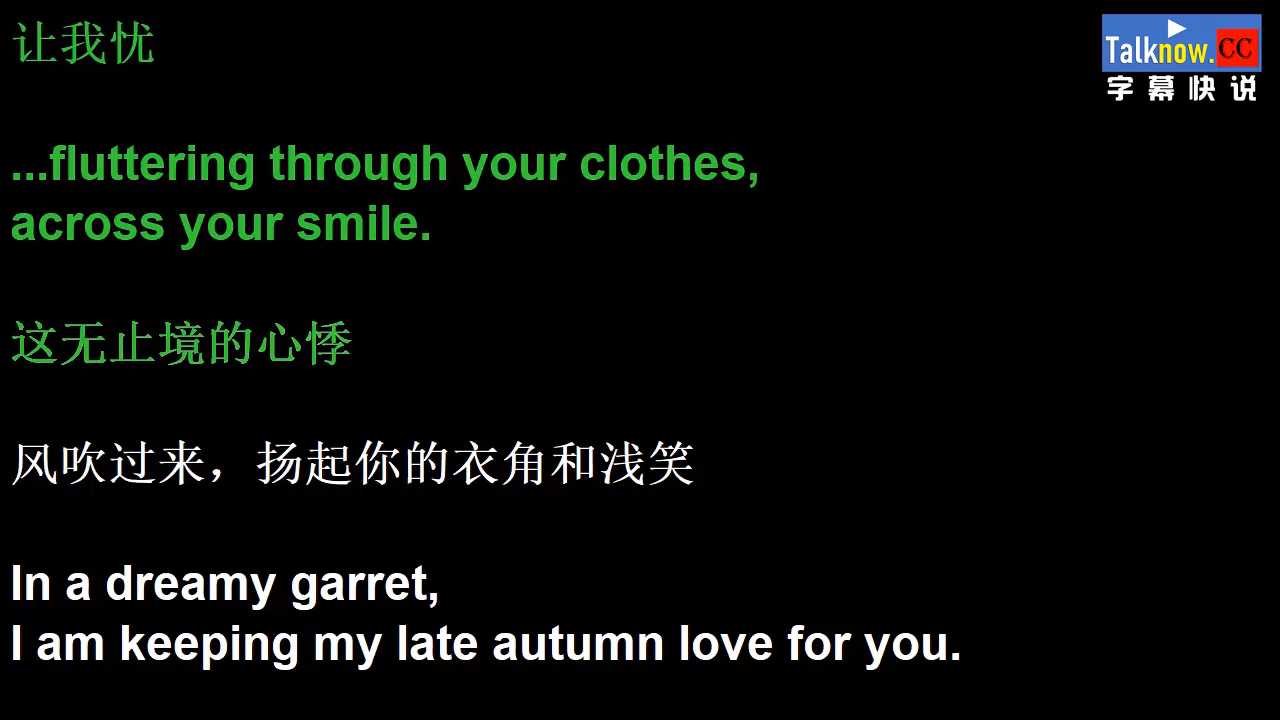 让我忧
Talknow.CC
字幕快说
...fluttering through your clothes,
across your smile.
这无止境的心悸
风吹过来，扬起你的衣角和浅笑
In a dreamy garret,
I am keeping my late autumn love for you.